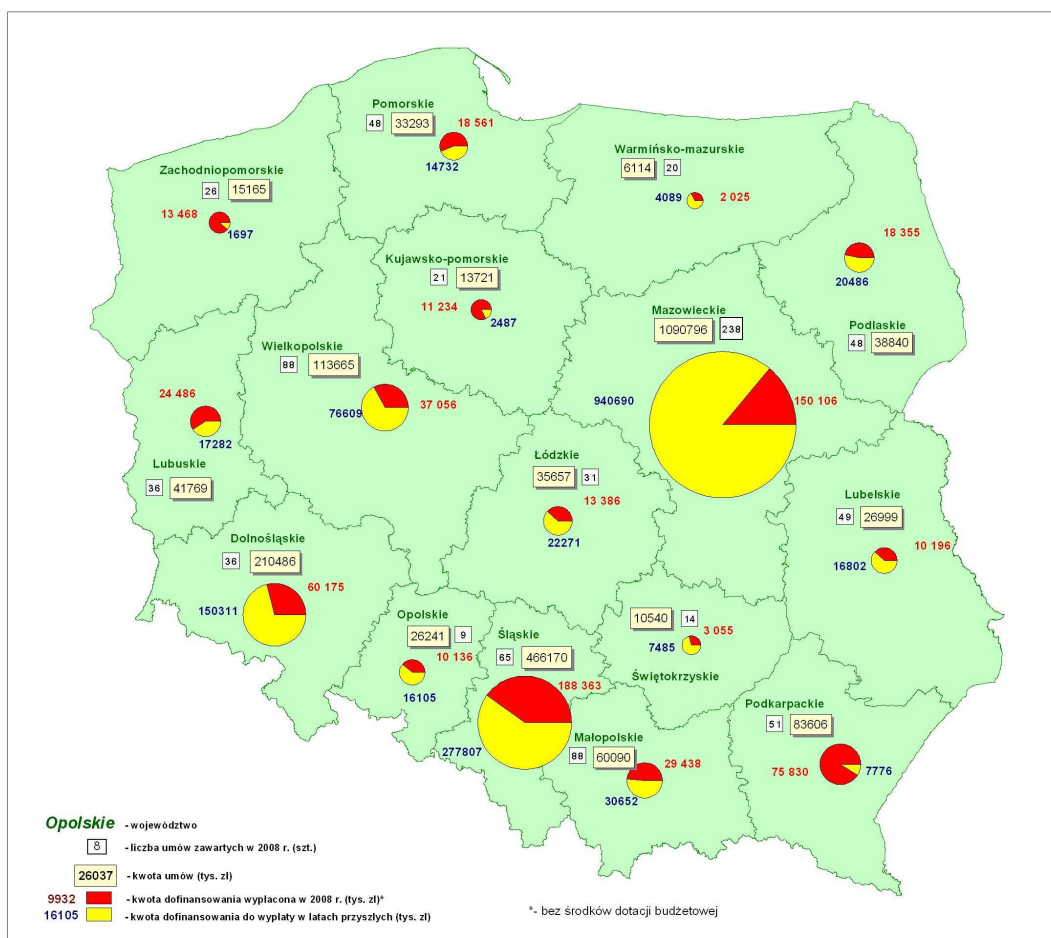 Pomorskie
48 33293 18 561
14732
Warmińsko-mazurskie
6114 20
4089 2 025
Zachodniopomorskie
26 15165
13 468
1697
18 355
20486
Podlaskie
48 38840
Kujawsko-pomorskie
21 13721
11 234
2487
Mazowieckie
1090796 238
940690 150 106
Wielkopolskie
88 113665
76609 37 056
24 486
17282
Lubuskie
36 41769
Łódzkie
35657 31
13 386
22271
Lubelskie
49 26999
10 196
16802
Dolnośląskie
36 210486
60 175
150311
Opolskie
26241 9
10 136
16105
Śląskie
65 466170
188 363
277807
10540 14
3 055
7485
Świętokrzyskie
Małopolskie
88 60090
29 438
30652
Podkarpackie
51 83606
75 830 7776
Opolskie - województwo
8 - liczba umów zawartych w 2008 r. (szt.)
26037 - kwota umów (tys. zl)
9932 - kwota dofinansowania wypłacona w 2008 r. (tys. zl)*
16105 - kwota dofinansowania do wypłaty w latach przyszłych (tys. zl)
*- bez środków dotacji budżetowej